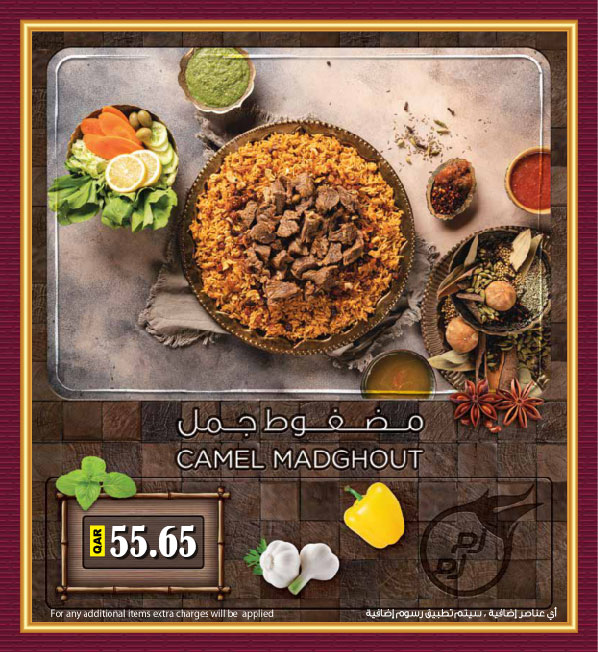 مضغوط جمل
CAMEL MADGHOUT
QAR 55.65
For any additional items extra charges will be applied
أي عناصر إضافية ، سيتم تطبيق رسوم إضافية